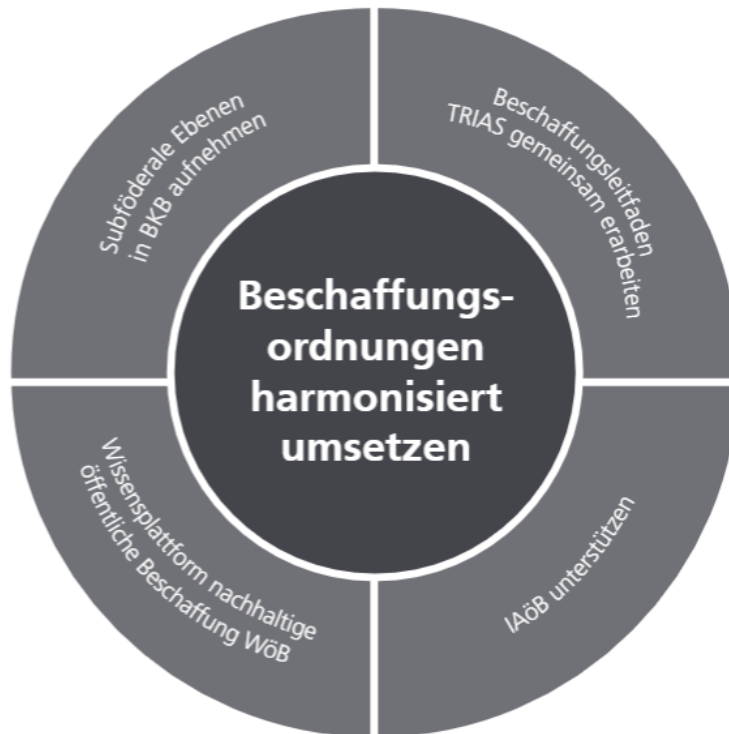 Subföderale Ebenen
in BKB aufnehmen
Beschaffungsleitfaden
TRIAS gemeinsam erarbeiten
Beschaffungs-
ordnungen
harmonisiert
umsetzen
Wissensplattform nachhaltige
öffentliche Beschaffung WöB
IAöB unterstützen